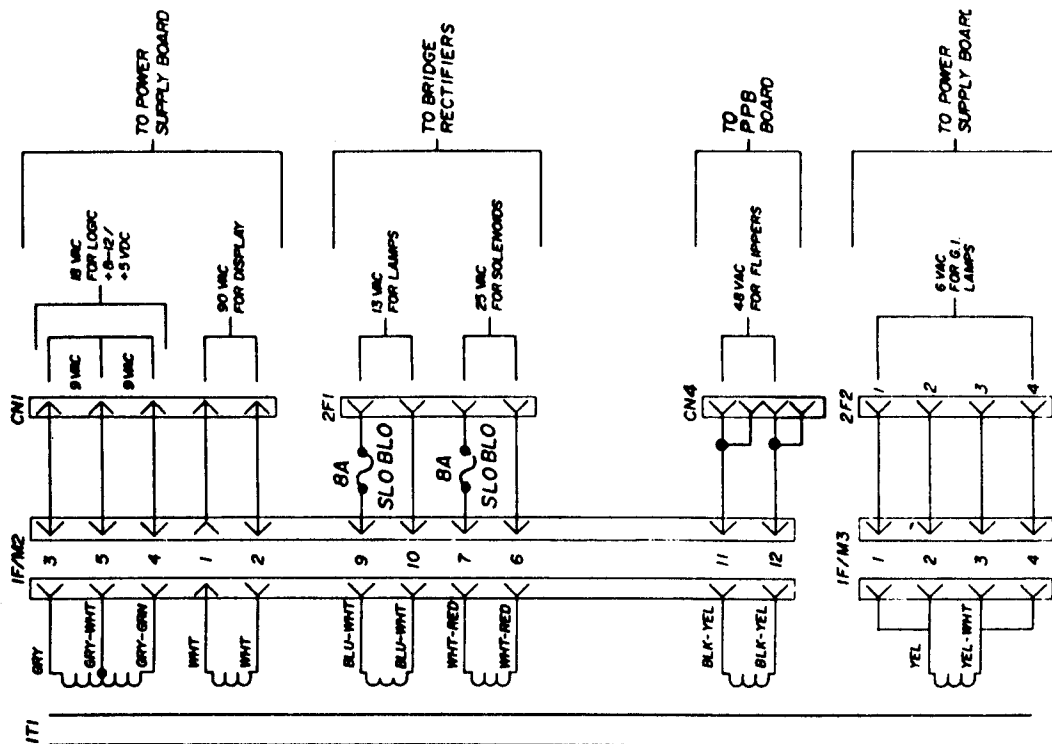 TO POWER
SUPPLY BOARD
TO BRIDGE
RECTIFIERS
TO
PPB
BOARD
TO POWER
SUPPLY BOARD
18 VAC
FOR LOGIC
+8-12/
+5 VDC
90 VAC
FOR DISPLAY
13 VAC
FOR LAMPS
25 VAC
FOR SOLENOIDS
48 VAC
FOR FLIPPERS
6 VAC
FOR G.I.
LAMPS
9 VAC
9 VAC
CN1
2F1
CN4
2F2
1
2
3
4
8A
SLO BLO
8A
SLO BLO
1F/M2
3
5
4
1
2
9
10
7
6
11
12
1F/M3
1
2
3
4
GRY
GRY-WHT
GRY-GRN
WHT
WHT
BLU-WHT
BLU-WHT
WHT-RED
WHT-RED
BLK-YEL
BLK-YEL
YEL
YEL-WHT
1T1